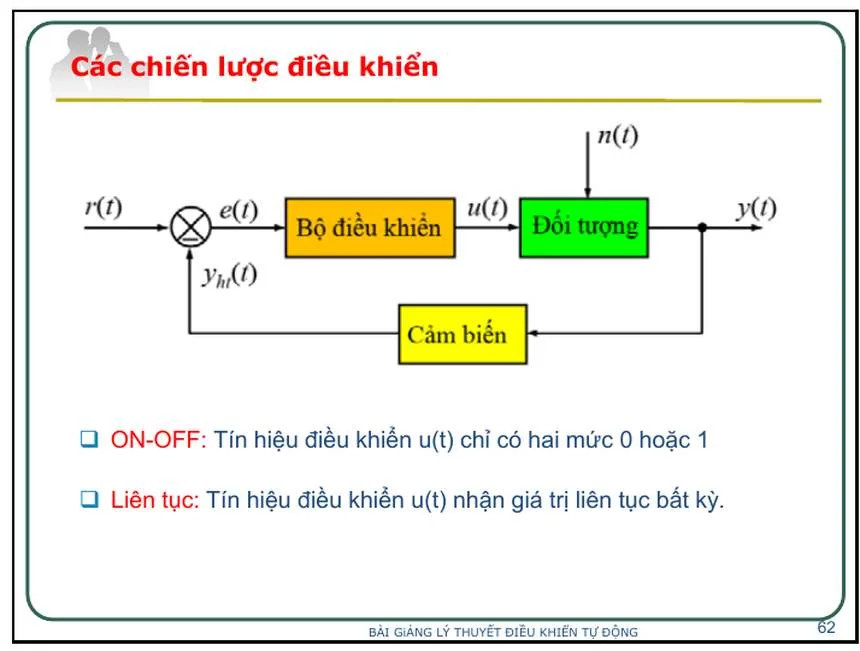 Các chiến lược điều khiển
n(t)
r(t)
e(t)
Bộ điều khiển
u(t)
Đối tượng
y(t)
yht(t)
Cảm biến
ON-OFF: Tín hiệu điều khiển u(t) chỉ có hai mức 0 hoặc 1
Liên tục: Tín hiệu điều khiển u(t) nhận giá trị liên tục bất kỳ.
BÀI GiẢNG LÝ THUYẾT ĐIỀU KHIỂN TỰ ĐỘNG
62